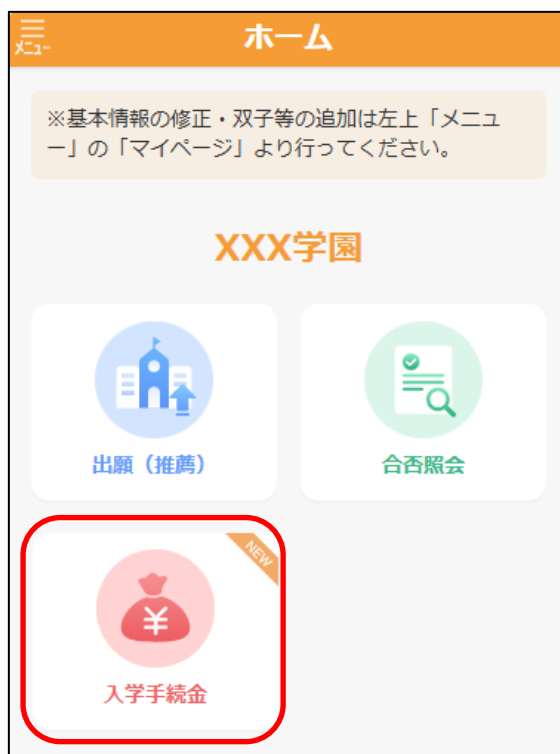 メニュー
ホーム
※基本情報の修正・双子等の追加は左上「メニュ
ー」の「マイページ」より行ってください。
XXX学園
出願（推薦）
合否照会
NEW
¥
入学手続金